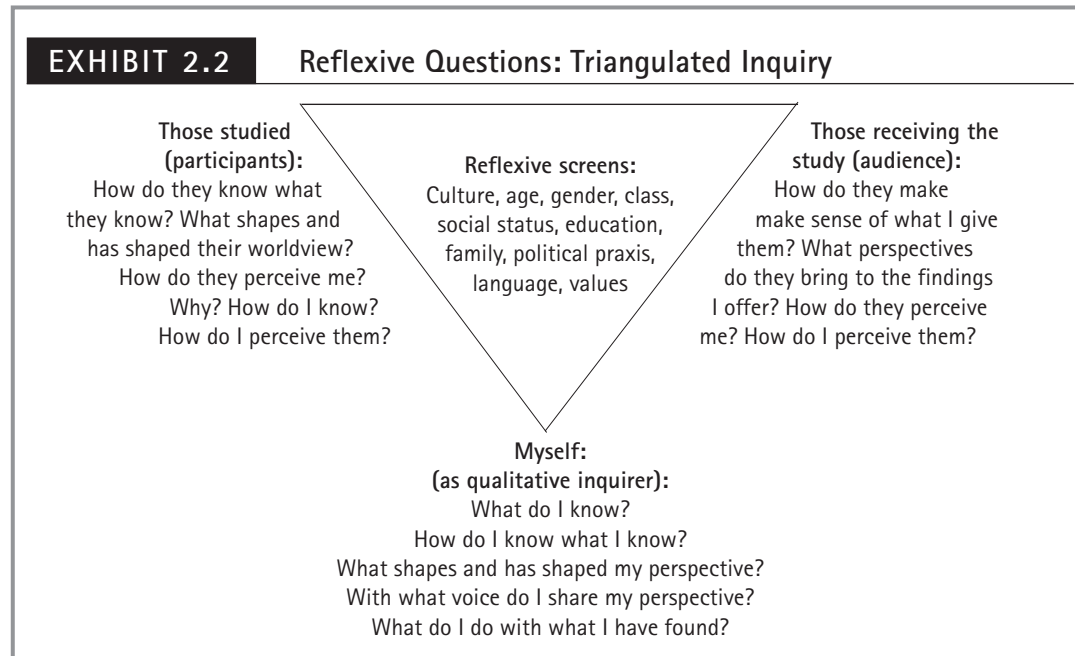 EXHIBIT 2.2
Reflexive Questions: Triangulated Inquiry
Those studied
(participants):
How do they know what
they know? What shapes and
has shaped their worldview?
How do they perceive me?
Why? How do I know?
How do I perceive them?
Reflexive screens:
Culture, age, gender, class,
social status, education,
family, political praxis,
language, values
Those receiving the
study (audience):
How do they make
make sense of what I give
them? What perspectives
do they bring to the findings
I offer? How do they perceive
me? How do I perceive them?
Myself:
(as qualitative inquirer):
What do I know?
How do I know what I know?
What shapes and has shaped my perspective?
With what voice do I share my perspective?
What do I do with what I have found?